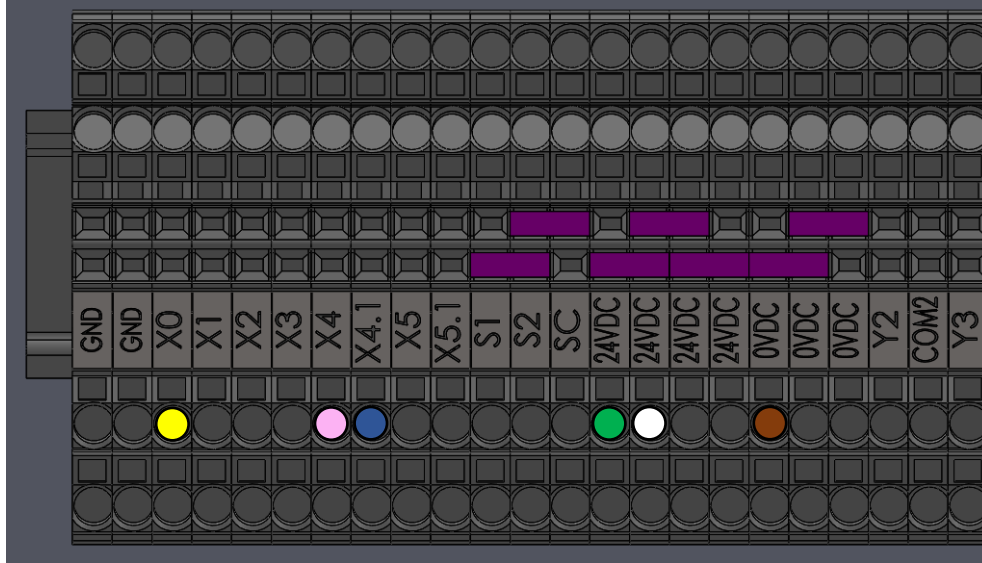 GND GND X0 X1 X2 X3 X4 X4.1 X5 X5.1 S1 S2 SC 24VDC 24VDC 24VDC 24VDC 0VDC 0VDC 0VDC Y2 COM2 Y3